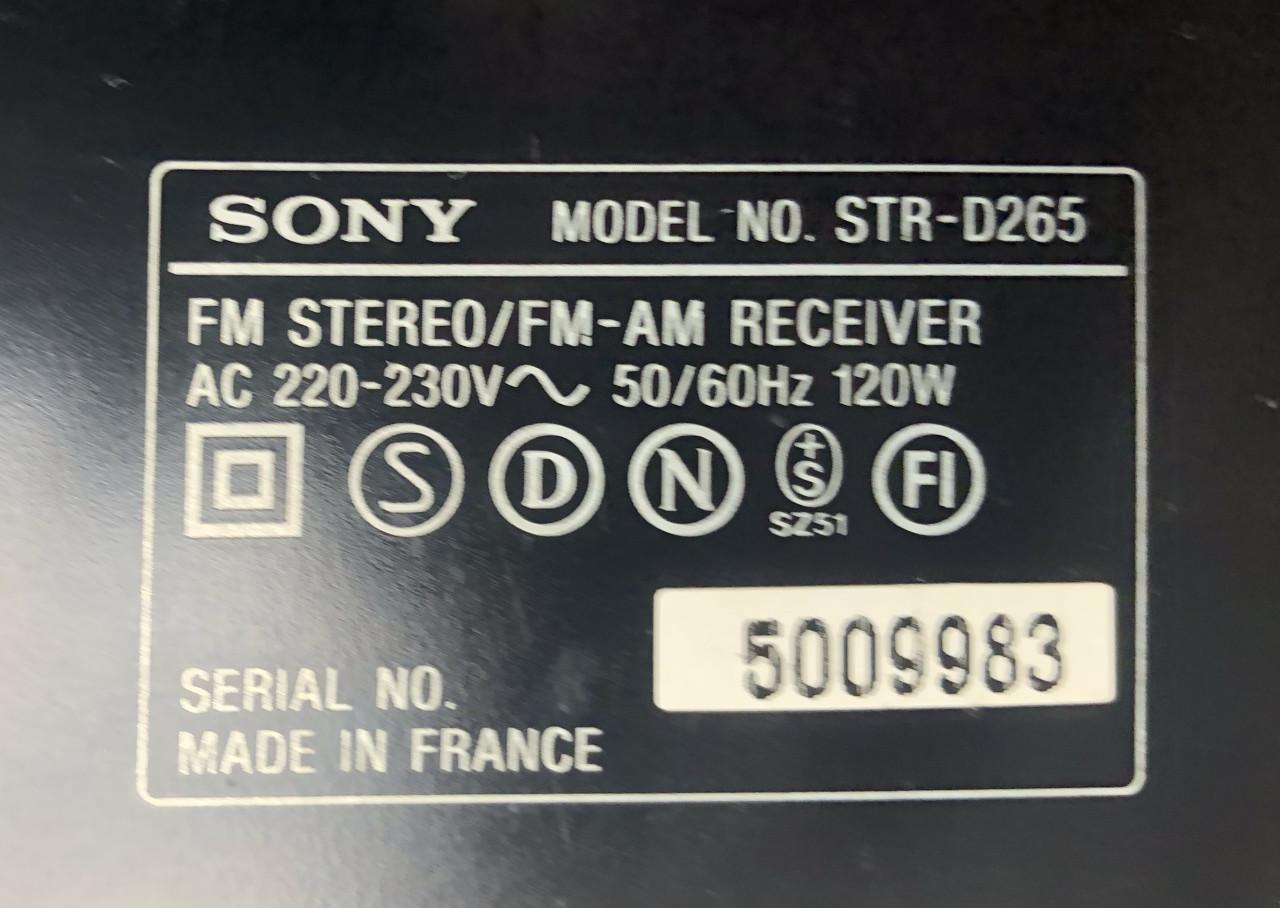 SONY MODEL NO. STR-D265
FM STEREO/FM-AM RECEIVER
AC 220-230V~ 50/60Hz 120W
S D N +S FI
SZ51
5009983
SERIAL NO.
MADE IN FRANCE